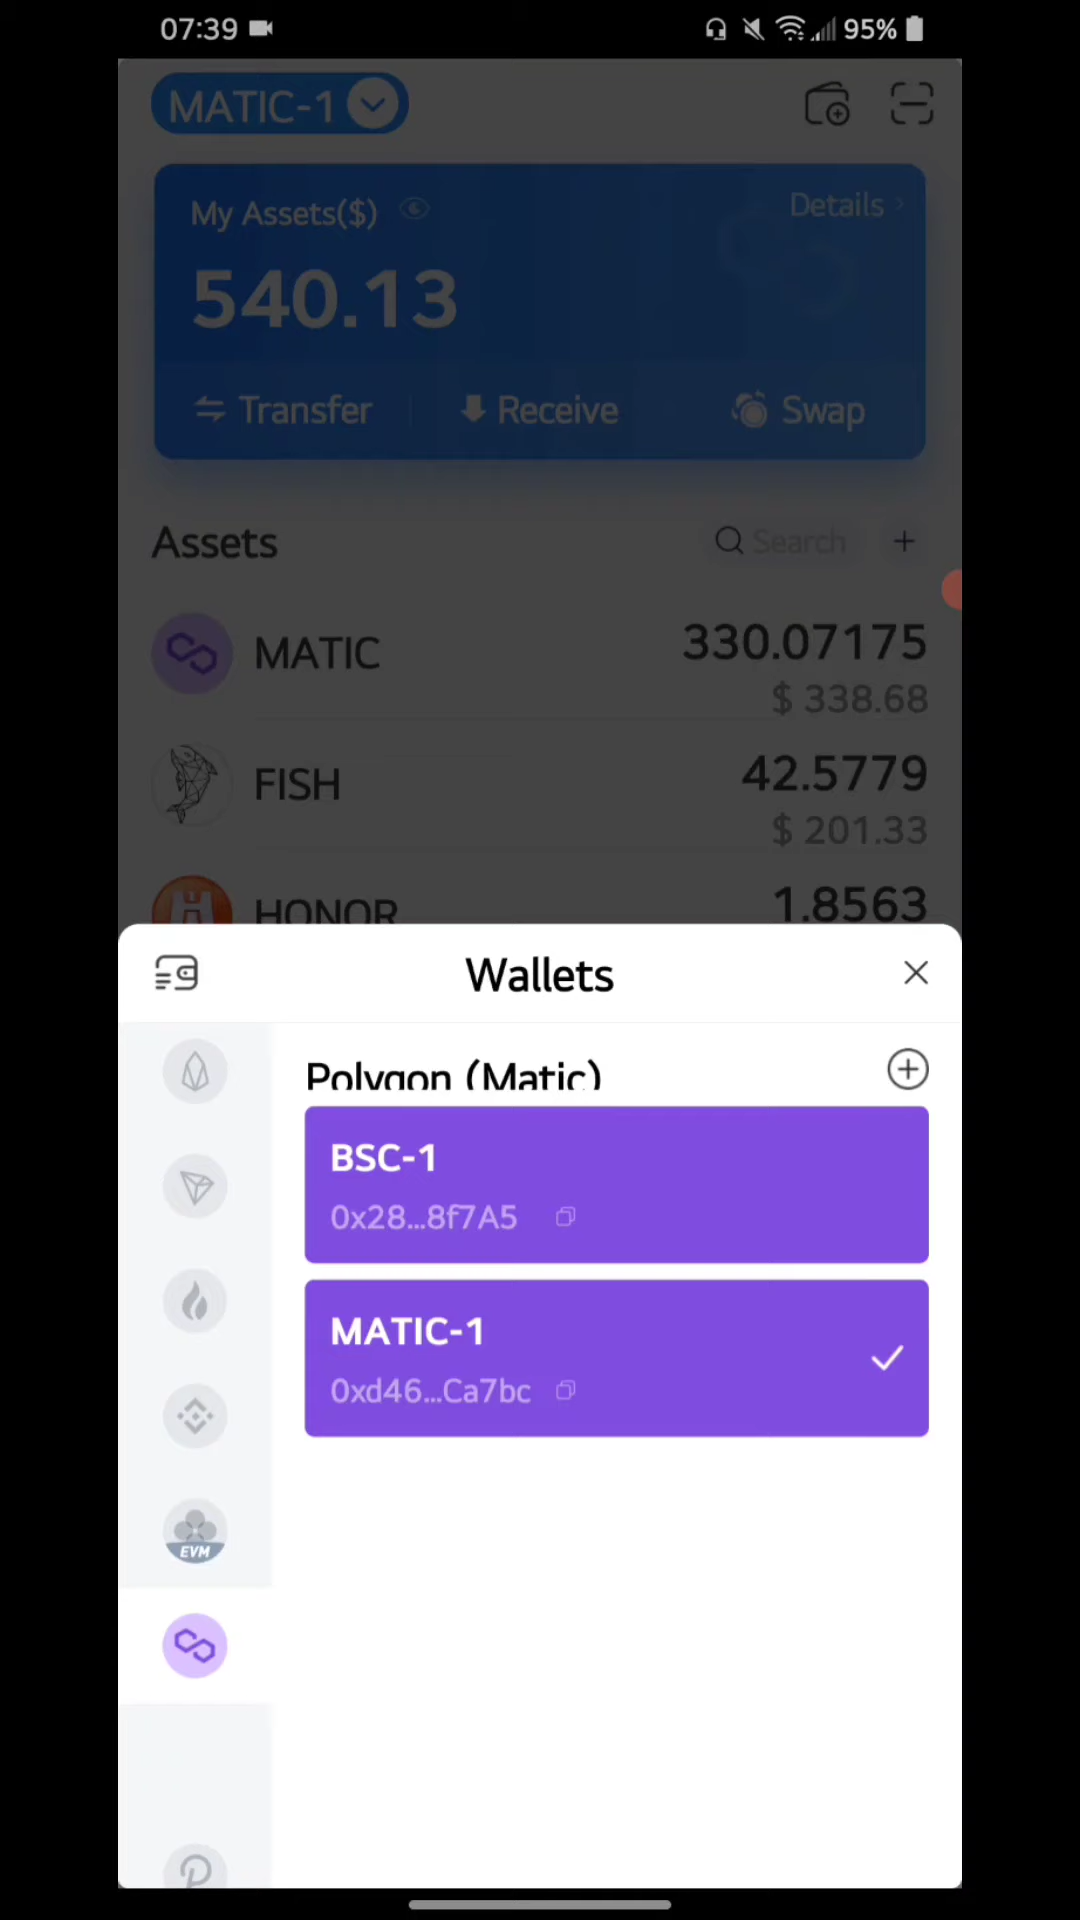 07:39
95%
MATIC-1
My Assets($)
Details
540.13
Transfer
Receive
Swap
Assets
Search
MATIC
330.07175
$ 338.68
FISH
42.5779
$ 201.33
HONOR
1.8563
Wallets
Polygon (Matic)
BSC-1
0x28...8f7A5
MATIC-1
0xd46...Ca7bc
EVM